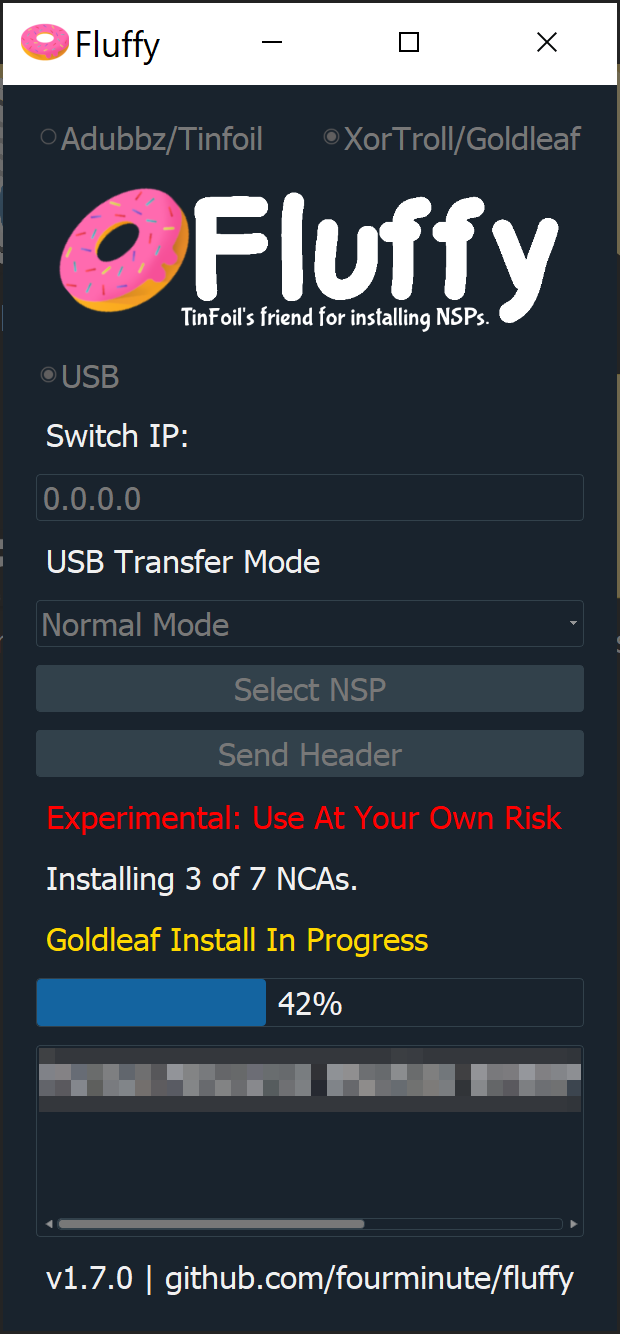 Fluffy
Adubbz/Tinfoil XorTroll/Goldleaf
Fluffy
TinFoil's friend for installing NSPs.
USB
Switch IP:
0.0.0.0
USB Transfer Mode
Normal Mode
Select NSP
Send Header
Experimental: Use At Your Own Risk
Installing 3 of 7 NCAs.
Goldleaf Install In Progress
42%
v1.7.0 | github.com/fourminute/fluffy